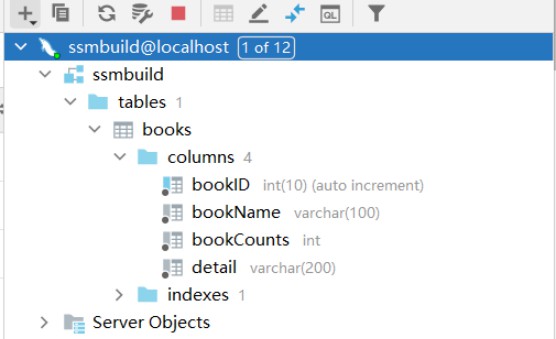 QL
ssmbuild@localhost 1 of 12
ssmbuild
tables 1
books
columns 4
bookID int(10) (auto increment)
bookName varchar(100)
bookCounts int
detail varchar(200)
indexes 1
Server Objects